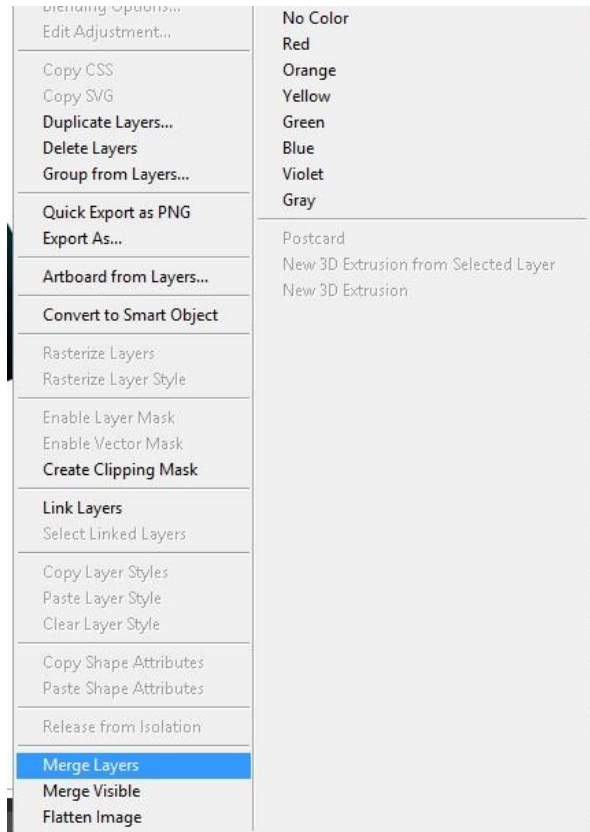 Blending Options...
Edit Adjustment...
Copy CSS
Copy SVG
Duplicate Layers...
Delete Layers
Group from Layers...
Quick Export as PNG
Export As...
Artboard from Layers...
Convert to Smart Object
Rasterize Layers
Rasterize Layer Style
Enable Layer Mask
Enable Vector Mask
Create Clipping Mask
Link Layers
Select Linked Layers
Copy Layer Styles
Paste Layer Style
Clear Layer Style
Copy Shape Attributes
Paste Shape Attributes
Release from Isolation
Merge Layers
Merge Visible
Flatten Image
No Color
Red
Orange
Yellow
Green
Blue
Violet
Gray
Postcard
New 3D Extrusion from Selected Layer
New 3D Extrusion